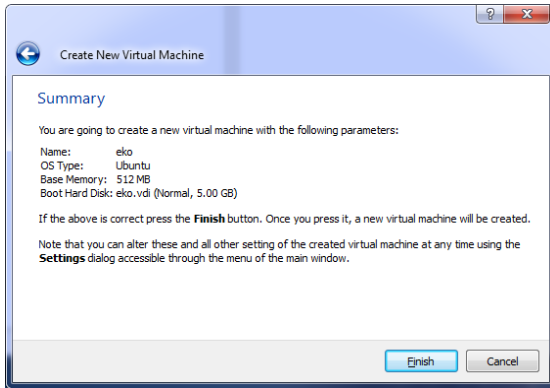 ?
X
Create New Virtual Machine
Summary
You are going to create a new virtual machine with the following parameters:
Name: eko
OS Type: Ubuntu
Base Memory: 512 MB
Boot Hard Disk: eko.vdi (Normal, 5.00 GB)
If the above is correct press the Finish button. Once you press it, a new virtual machine will be created.
Note that you can alter these and all other setting of the created virtual machine at any time using the
Settings dialog accessible through the menu of the main window.
Finish Cancel